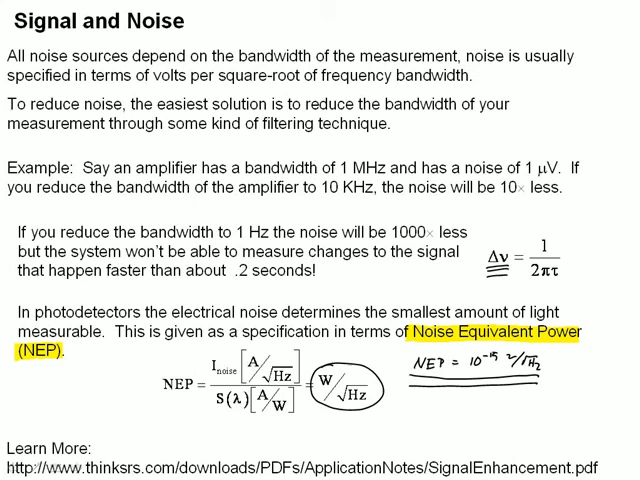 Signal and Noise
All noise sources depend on the bandwidth of the measurement, noise is usually
specified in terms of volts per square-root of frequency bandwidth.
To reduce noise, the easiest solution is to reduce the bandwidth of your
measurement through some kind of filtering technique.
Example: Say an amplifier has a bandwidth of 1 MHz and has a noise of 1 μV. If
you reduce the bandwidth of the amplifier to 10 KHz, the noise will be 10× less.
If you reduce the bandwidth to 1 Hz the noise will be 1000× less
but the system won't be able to measure changes to the signal
that happen faster than about .2 seconds!
Δν = 1 / 2πτ
In photodetectors the electrical noise determines the smallest amount of light
measurable. This is given as a specification in terms of Noise Equivalent Power
(NEP).
NEP = I_noise [A/√Hz] / S(λ)[A/W] = W/√Hz
NEP = 10⁻¹⁵ /√Hz
Learn More:
http://www.thinksrs.com/downloads/PDFs/ApplicationNotes/SignalEnhancement.pdf